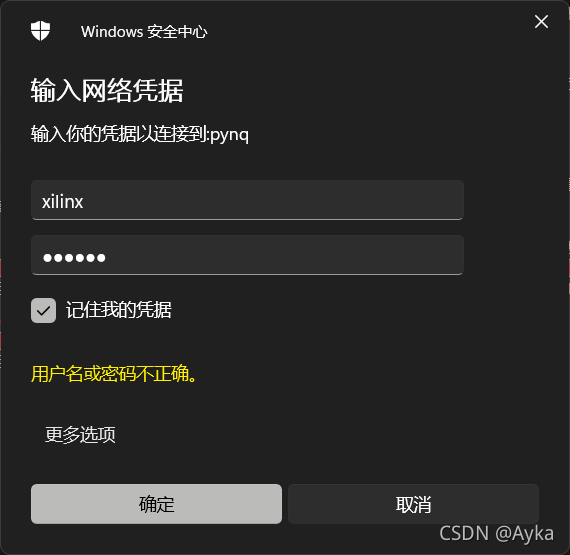 Windows 安全中心
输入网络凭据
输入你的凭据以连接到:pynq
xilinx
●●●●●●
记住我的凭据
用户名或密码不正确。
更多选项
确定
取消
CSDN @Ayka